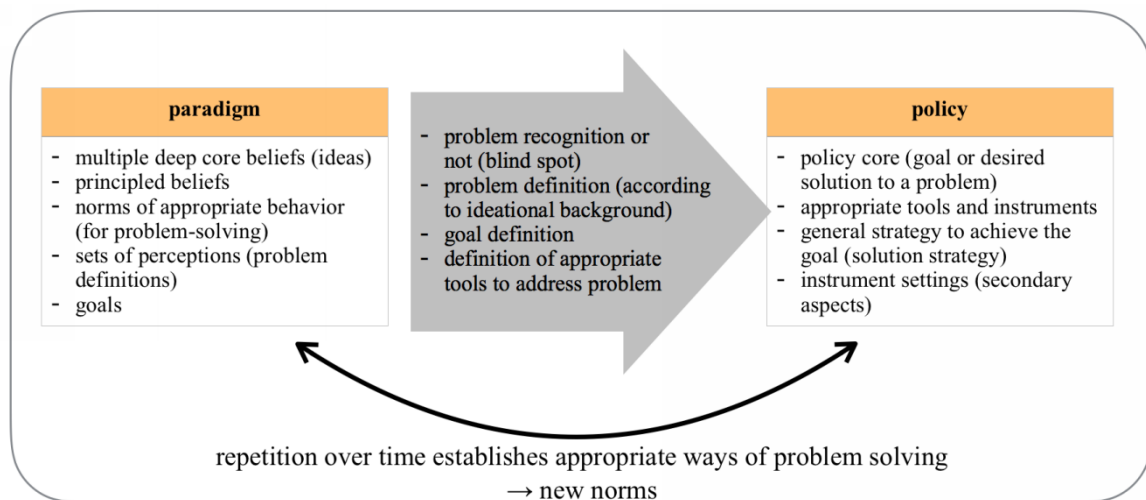 paradigm
- multiple deep core beliefs (ideas)
- principled beliefs
- norms of appropriate behavior
(for problem-solving)
- sets of perceptions (problem
definitions)
- goals
- problem recognition or
not (blind spot)
- problem definition (according
to ideational background)
- goal definition
- definition of appropriate
tools to address problem
policy
- policy core (goal or desired
solution to a problem)
- appropriate tools and instruments
- general strategy to achieve the
goal (solution strategy)
- instrument settings (secondary
aspects)
repetition over time establishes appropriate ways of problem solving
→ new norms